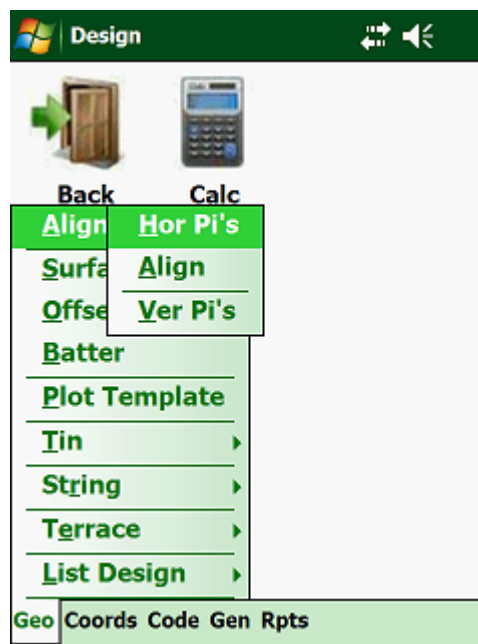 Design
Back Calc
Align Hor Pi's
Surfa Align
Offse Ver Pi's
Batter
Plot Template
Tin
String
Terrace
List Design
Geo Coords Code Gen Rpts